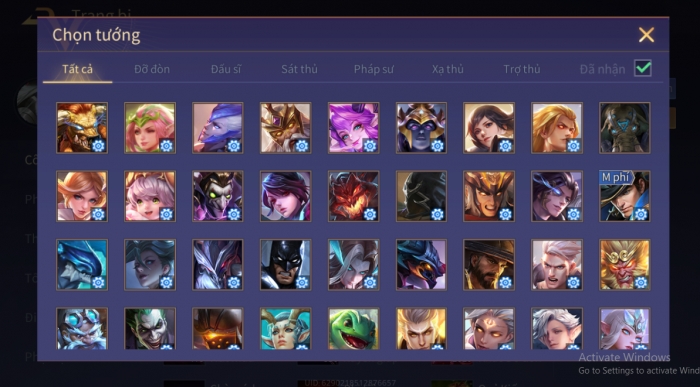 Trang bị
Chọn tướng
Tất cả
Đỡ đòn
Đấu sĩ
Sát thủ
Pháp sư
Xạ thủ
Trợ thủ
Đã nhận
M phí
Activate Windows
Go to Settings to activate Wind